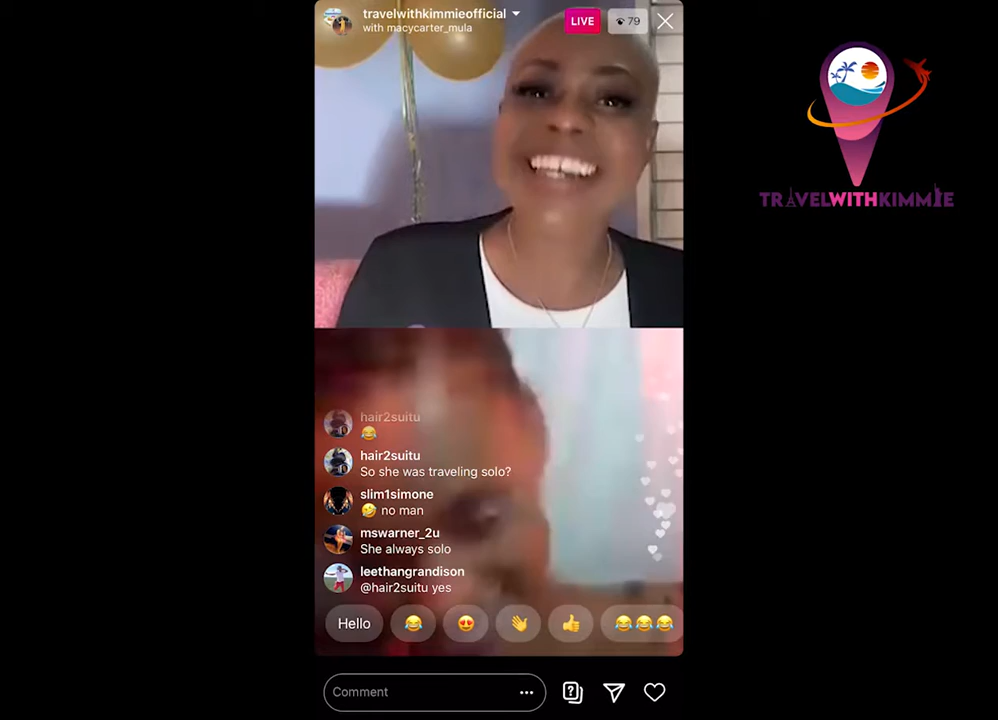 travelwithkimmieofficial
with macycarter_mula
LIVE
79
TRAVELWITHKIMMIE
hair2suitu
😂
hair2suitu
So she was traveling solo?
slim1simone
🤣 no man
mswarner_2u
She always solo
leethangrandison
@hair2suitu yes
Hello 😂 😍 👋 👍 😂😂😂
Comment ...